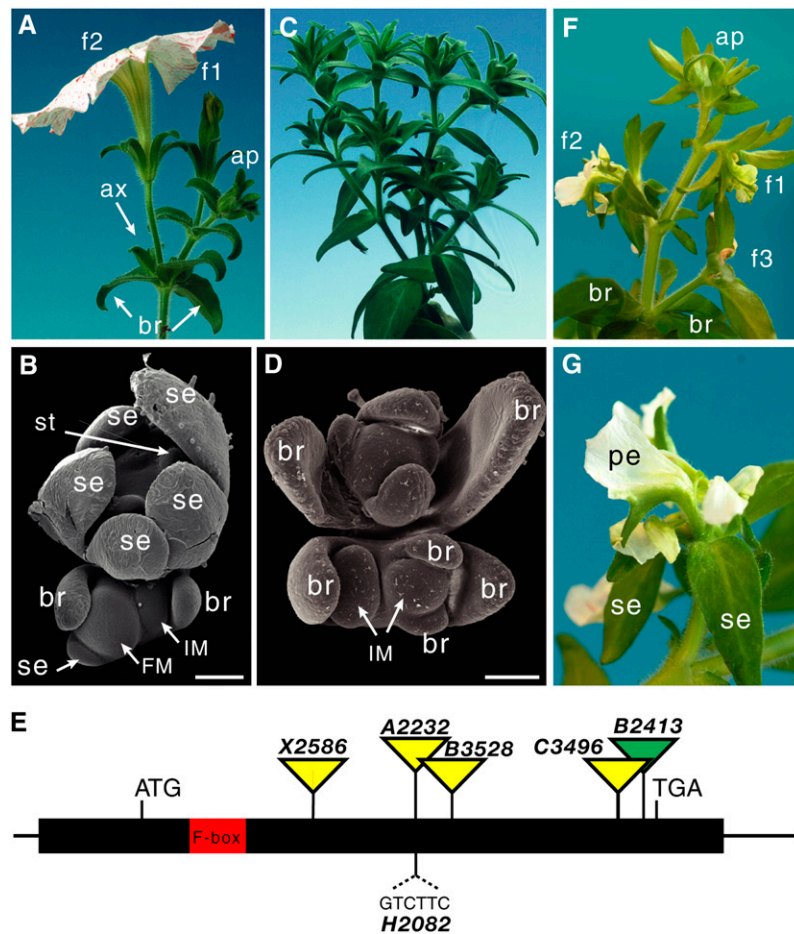 A
f2
f1
ap
ax
br
C
F
ap
f2
f1
f3
br
br
B
se
se
st
se
se
se
br
br
IM
se
FM
D
br
br
br
br
br
IM
br
G
pe
se
se
E
X2586
A2232
B3528
C3496
B2413
ATG
TGA
F-box
GTCTTC
H2082